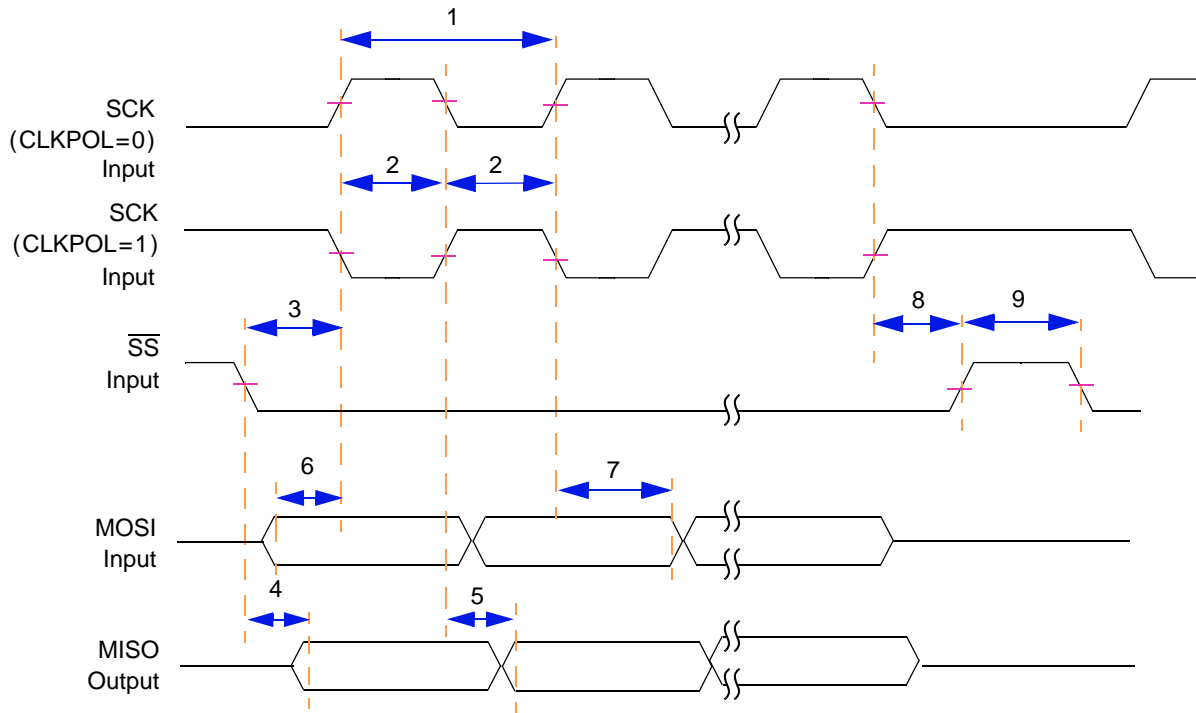 1
SCK
(CLKPOL=0)
Input
2
2
SCK
(CLKPOL=1)
Input
3
8
9
SS
Input
6
7
MOSI
Input
4
5
MISO
Output